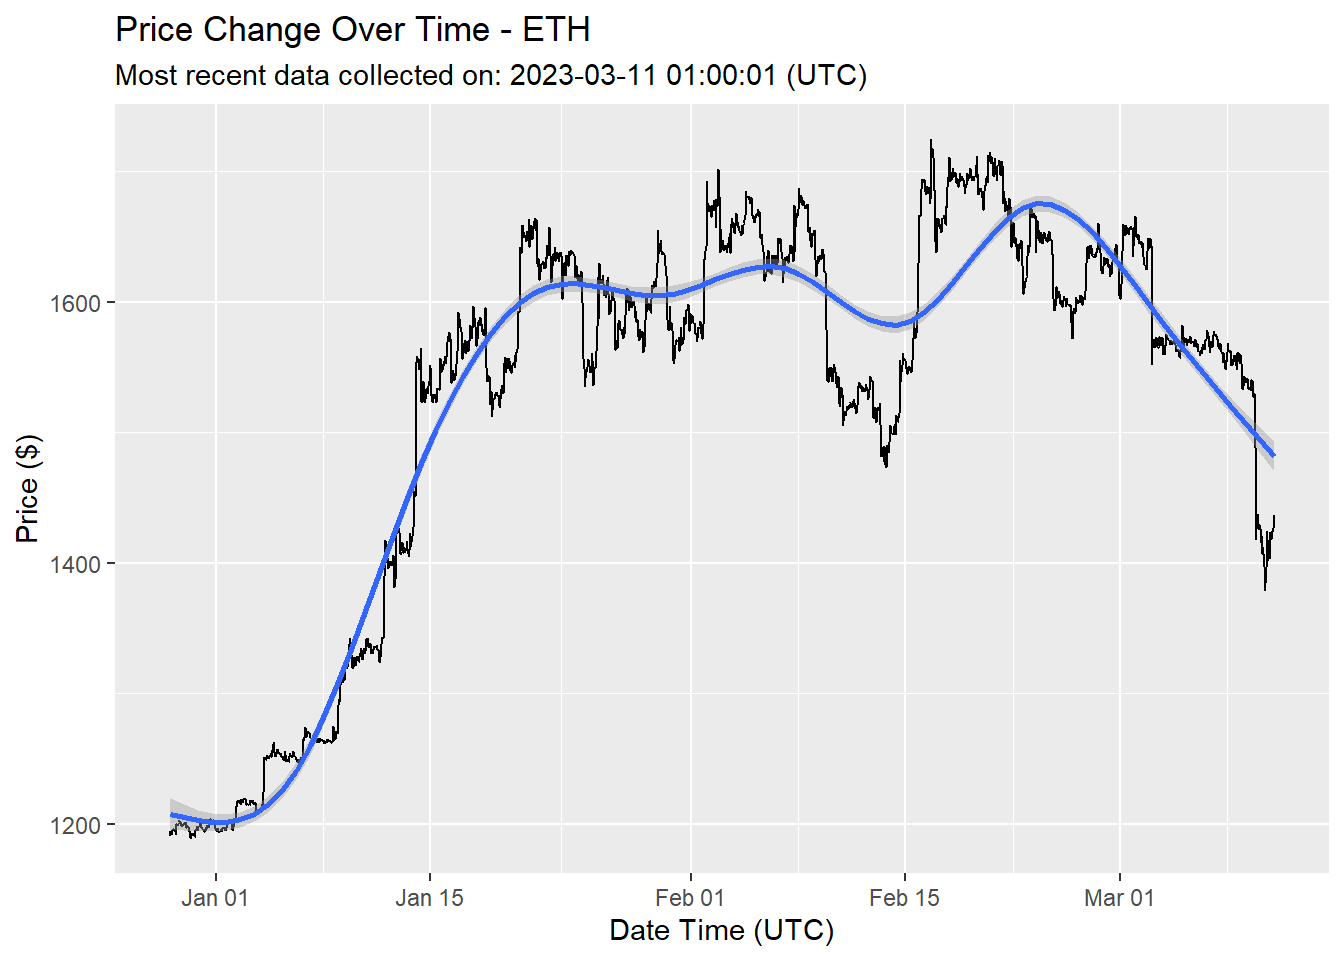 Price Change Over Time - ETH
Most recent data collected on: 2023-03-11 01:00:01 (UTC)
Price ($)
1600
1400
1200
Jan 01
Jan 15
Feb 01
Feb 15
Mar 01
Date Time (UTC)